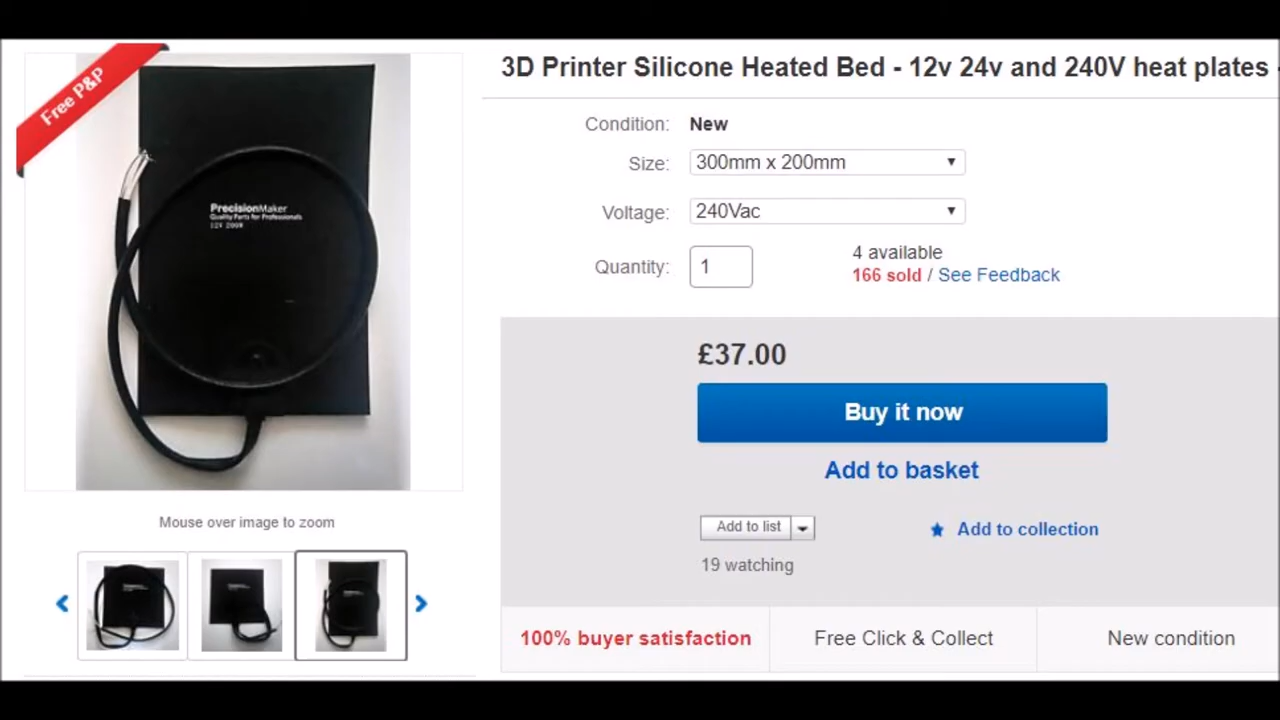 Free P&P
3D Printer Silicone Heated Bed - 12v 24v and 240V heat plates -
Condition: New
Size: 300mm x 200mm
Voltage: 240Vac
Quantity: 1
4 available
166 sold / See Feedback
PrecisionMaker
Quality Parts for Professionals
12V 200W
£37.00
Buy it now
Add to basket
Add to list
Add to collection
19 watching
Mouse over image to zoom
100% buyer satisfaction
Free Click & Collect
New condition